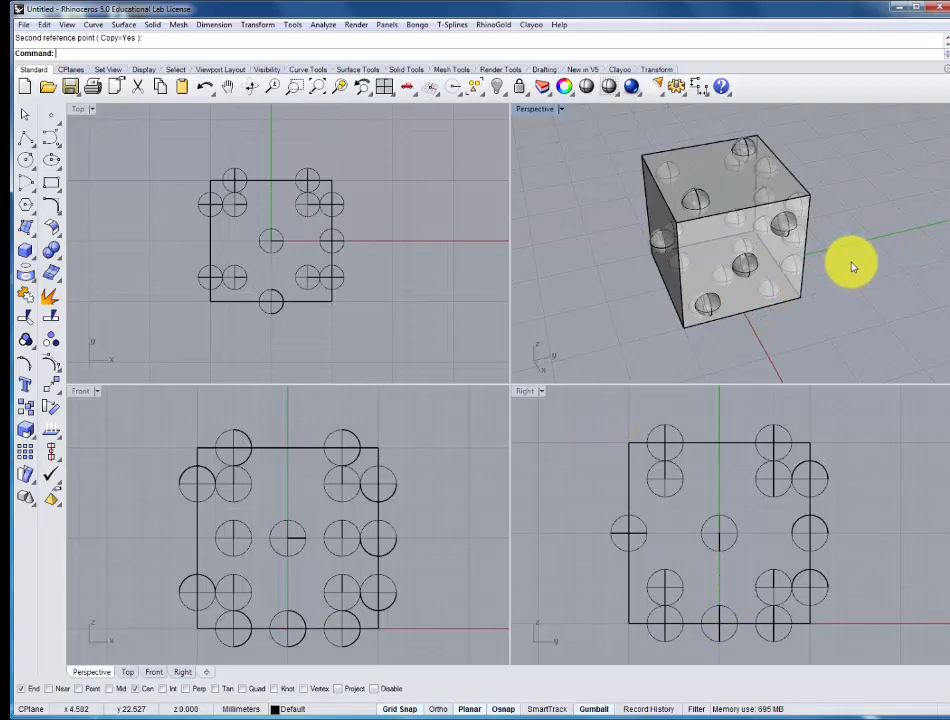 Untitled - Rhinoceros 5.0 Educational Lab License
File Edit View Curve Surface Solid Mesh Dimension Transform Tools Analyze Render Panels Bongo T-Splines RhinoGold Clayoo Help
Second reference point ( Copy=Yes ):
Command:
Standard CPlanes Set View Display Select Viewport Layout Visibility Curve Tools Surface Tools Solid Tools Mesh Tools Render Tools Drafting New in V5 Clayoo Transform
Top
Perspective
y
x
z
y
x
Front
Right
z
x
z
y
Perspective Top Front Right
End Near Point Mid Cen Int Perp Tan Quad Knot Vertex Project Disable
CPlane x 4.582 y 22.527 z 0.000 Millimeters Default Grid Snap Ortho Planar Osnap SmartTrack Gumball Record History Filter Memory use: 695 MB